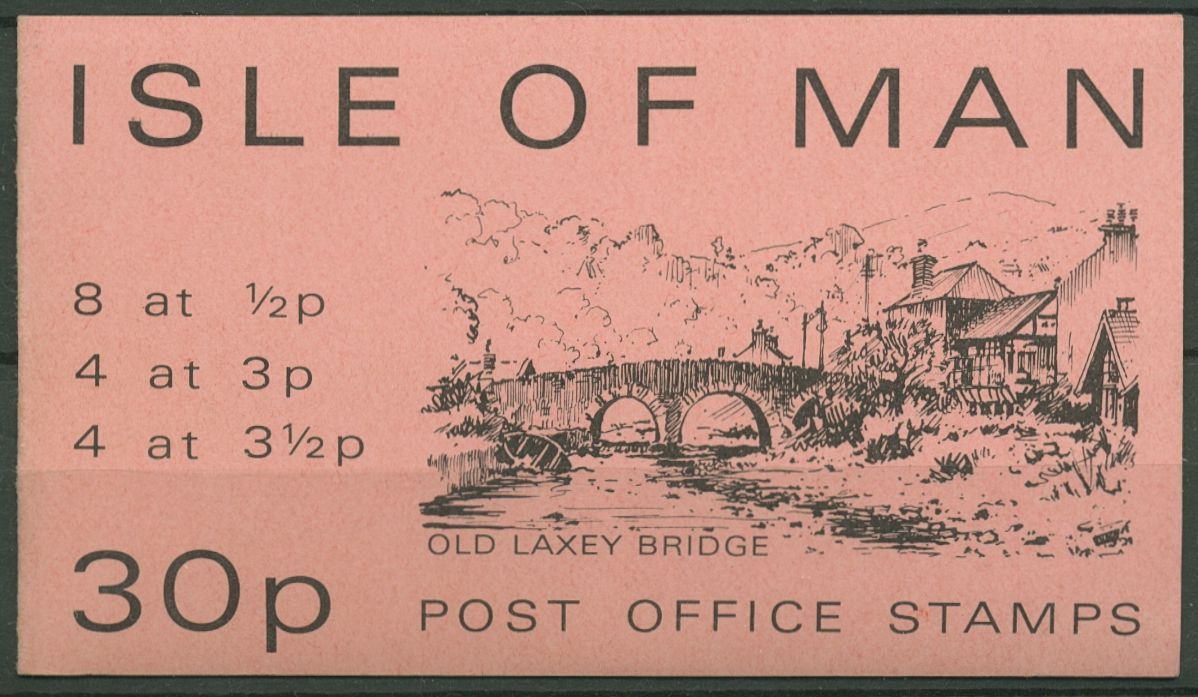 ISLE OF MAN
8 at ½p
4 at 3p
4 at 3½p
OLD LAXEY BRIDGE
30p
POST OFFICE STAMPS